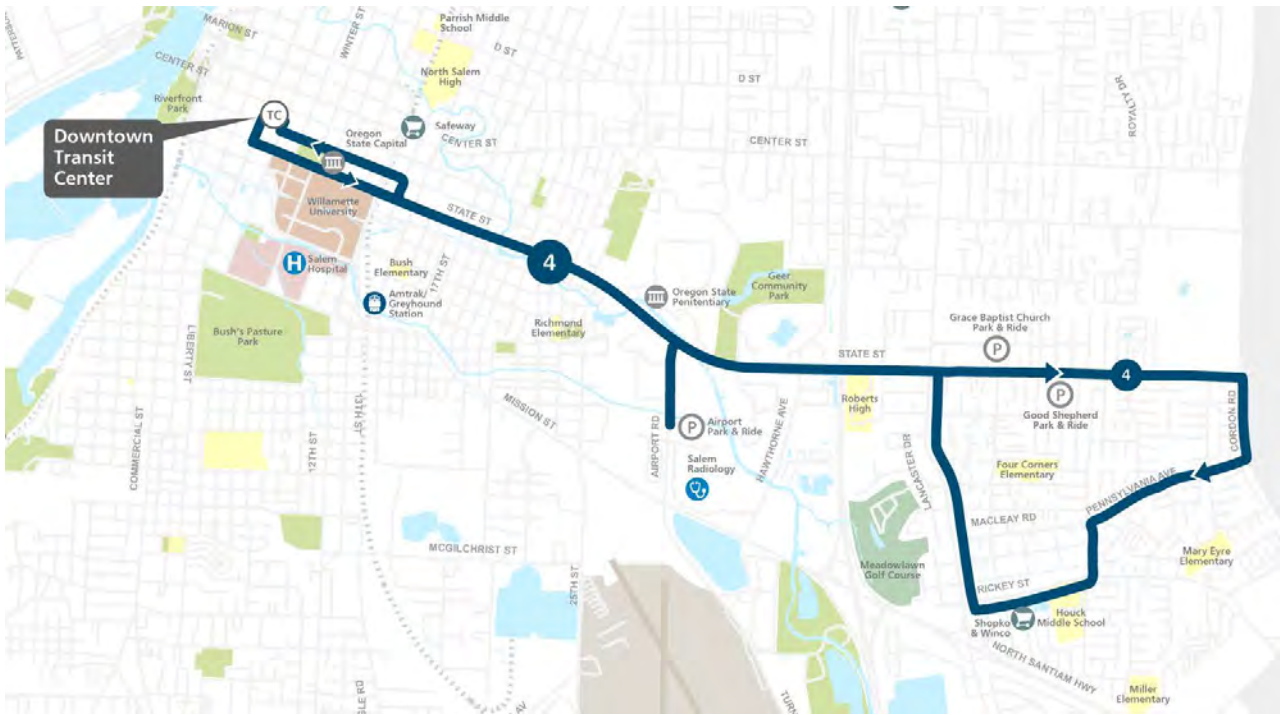 PATTERSON
MARION ST
WINTER ST
Parrish Middle
School
D ST
CENTER ST
North Salem
High
D ST
ROYALTY DR
Riverfront
Park
TC
Safeway
Oregon
State Capital
CENTER ST
CENTER ST
Downtown
Transit
Center
Willamette
University
STATE ST
4
H
Salem
Hospital
Bush
Elementary
17TH ST
Amtrak/
Greyhound
Station
Oregon State
Penitentiary
Geer
Community
Park
Richmond
Elementary
Grace Baptist Church
Park & Ride
P
LIBERTY ST
Bush's Pasture
Park
STATE ST
4
P
Good Shepherd
Park & Ride
Roberts
High
CORDON RD
MISSION ST
13TH ST
HAWTHORNE AVE
P
Airport
Park & Ride
AIRPORT RD
COMMERCIAL ST
12TH ST
Salem
Radiology
LANCASTER DR
Four Corners
Elementary
PENNSYLVANIA AVE
MACLEAY RD
MCGILCHRIST ST
Mary Eyre
Elementary
25TH ST
Meadowlawn
Golf Course
RICKEY ST
Shopko
& Winco
Houck
Middle School
NORTH SANTIAM HWY
Miller
Elementary
GLE RD
AV
TURN